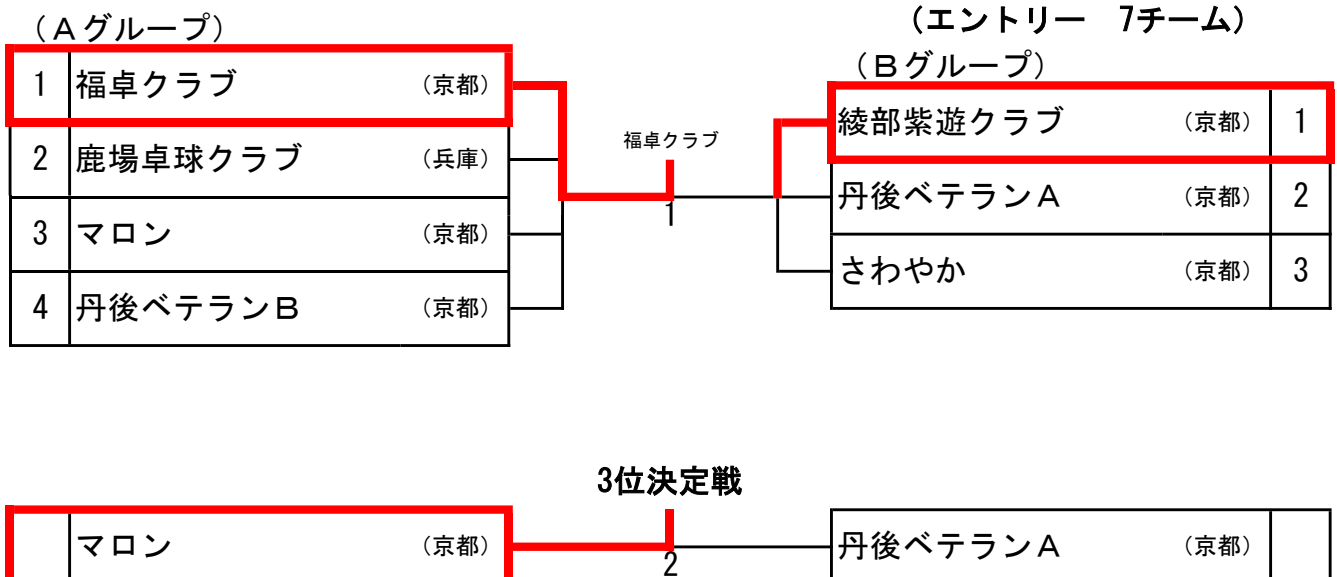 （Ａグループ）
1 福卓クラブ （京都）
2 鹿場卓球クラブ （兵庫）
3 マロン （京都）
4 丹後ベテランＢ （京都）
福卓クラブ
1
（エントリー　7チーム）
（Ｂグループ）
綾部紫遊クラブ （京都） 1
丹後ベテランＡ （京都） 2
さわやか （京都） 3
3位決定戦
マロン （京都）
2
丹後ベテランＡ （京都）